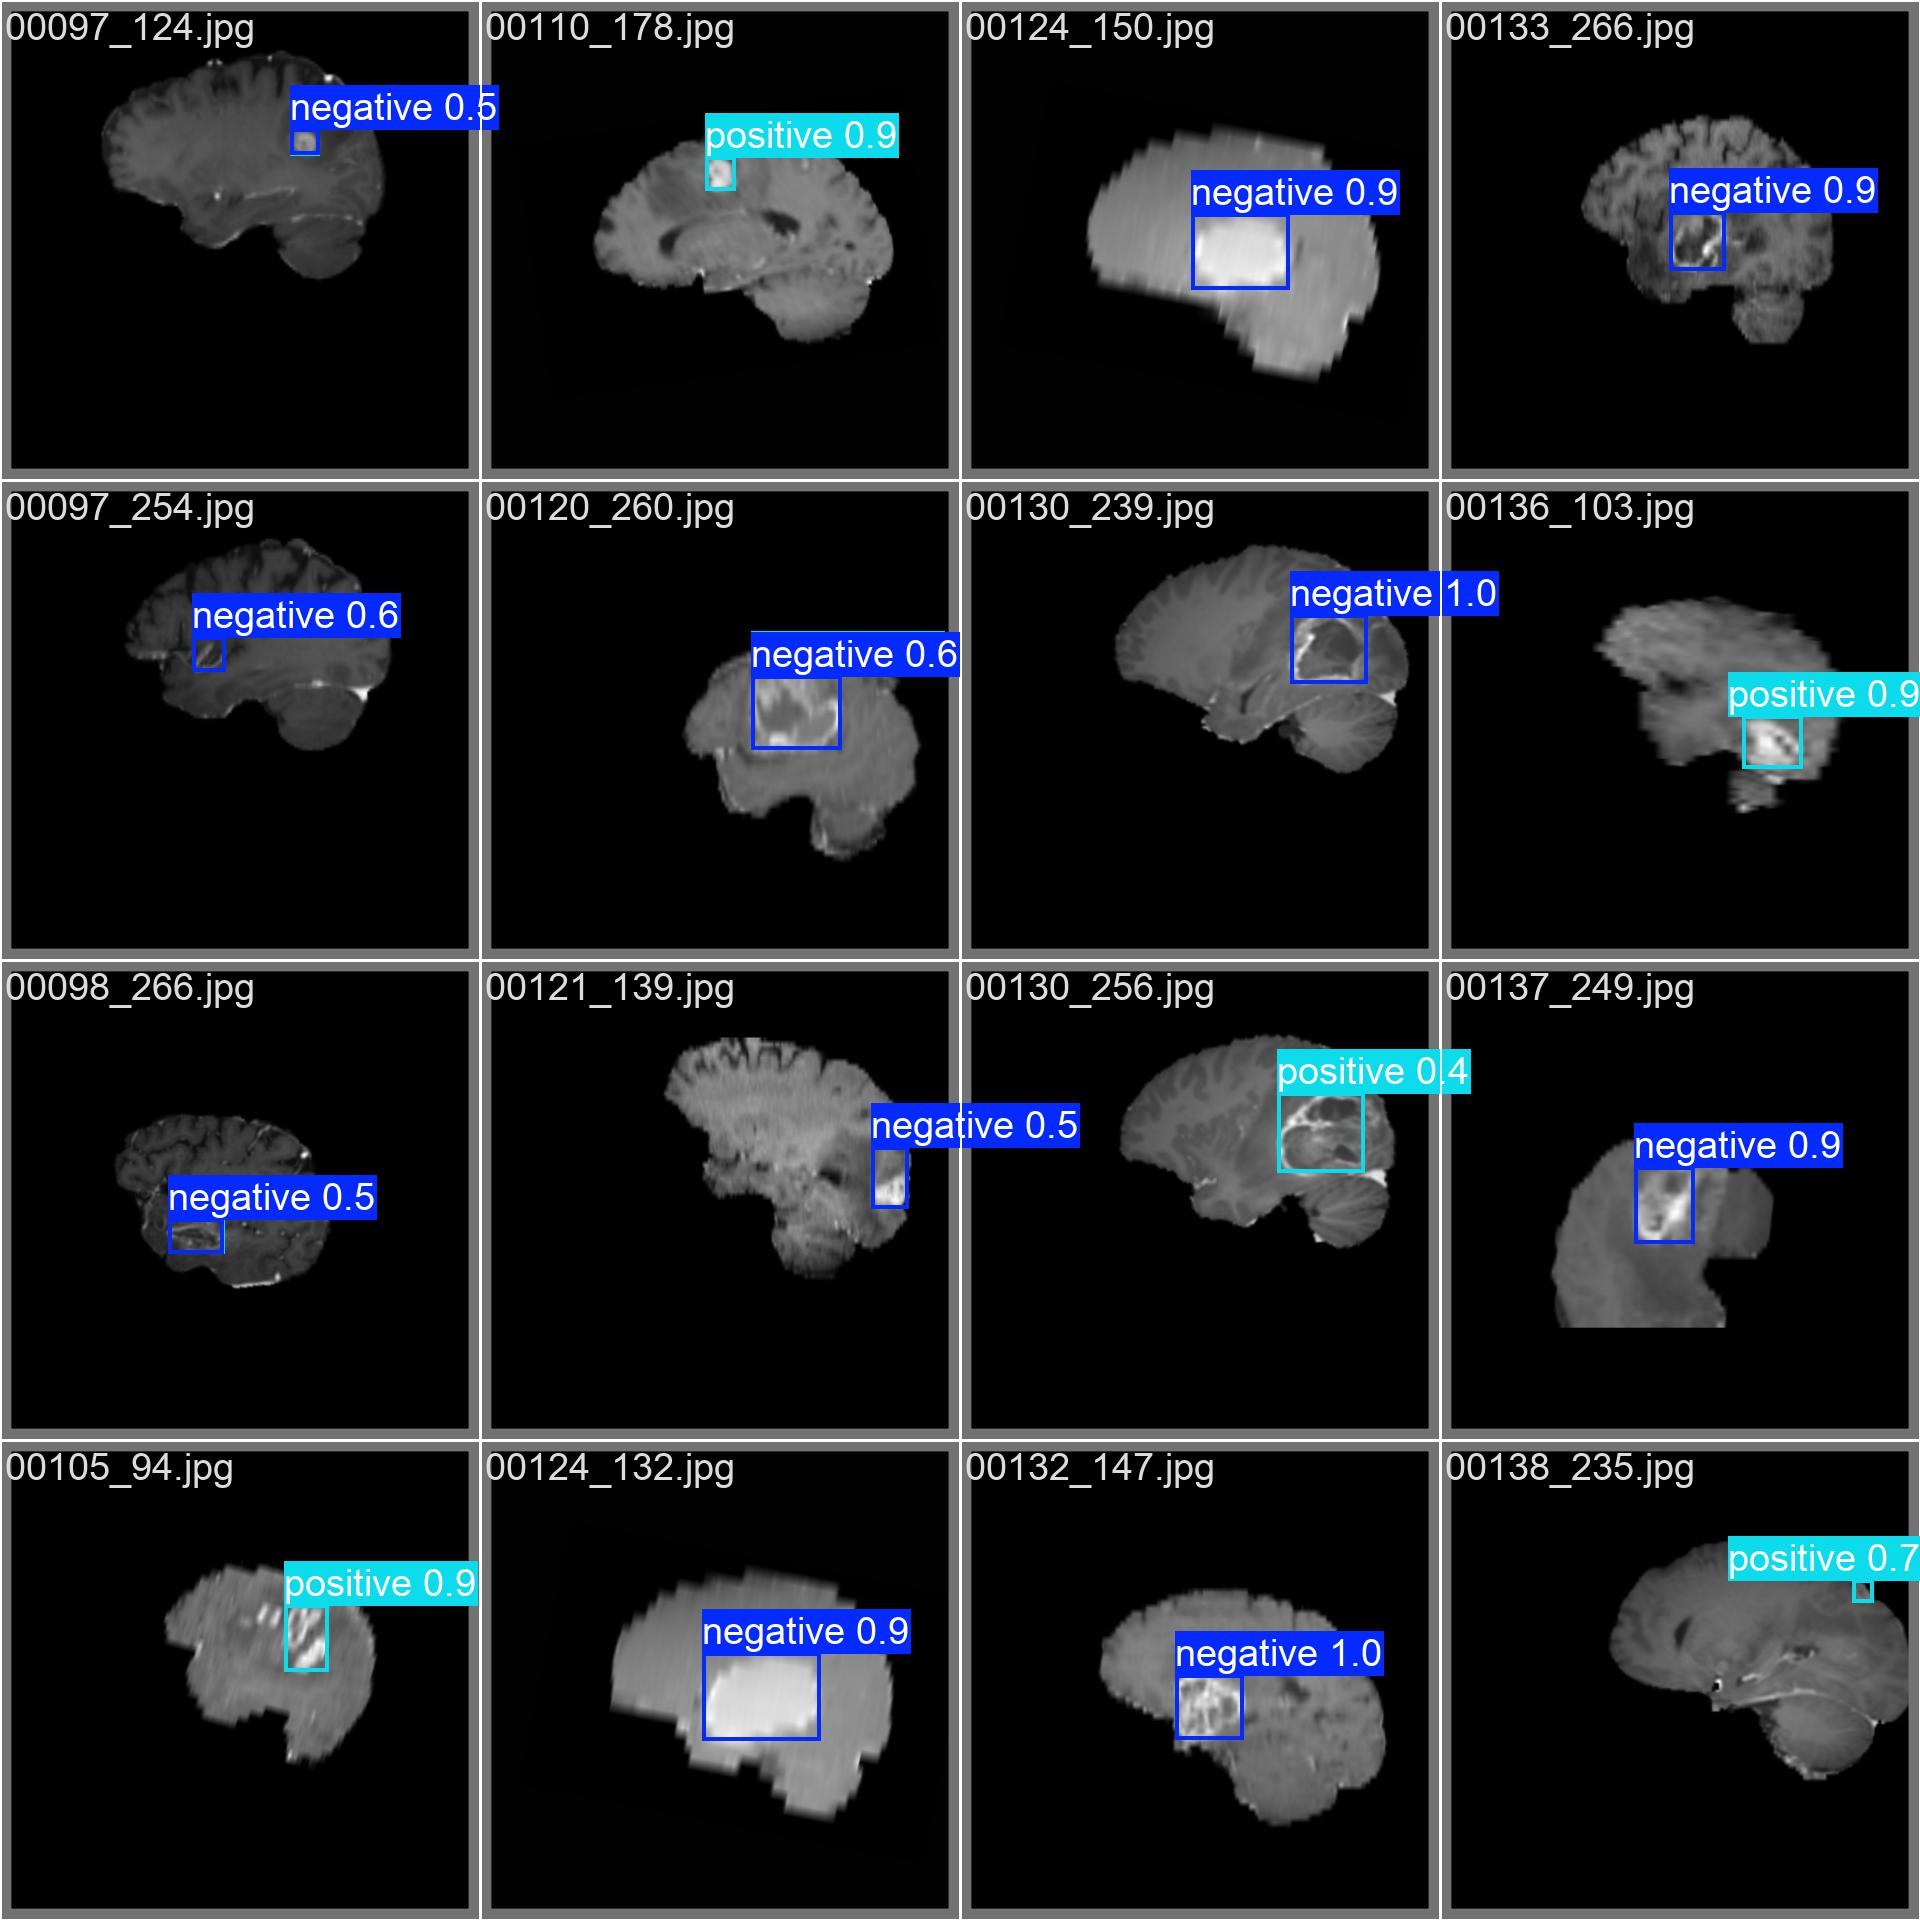 00097_124.jpg
negative 0.5
00110_178.jpg
positive 0.9
00124_150.jpg
negative 0.9
00133_266.jpg
negative 0.9
00097_254.jpg
negative 0.6
00120_260.jpg
negative 0.6
00130_239.jpg
negative 1.0
00136_103.jpg
positive 0.9
00098_266.jpg
negative 0.5
00121_139.jpg
negative 0.5
00130_256.jpg
positive 0.4
00137_249.jpg
negative 0.9
00105_94.jpg
positive 0.9
00124_132.jpg
negative 0.9
00132_147.jpg
negative 1.0
00138_235.jpg
positive 0.7